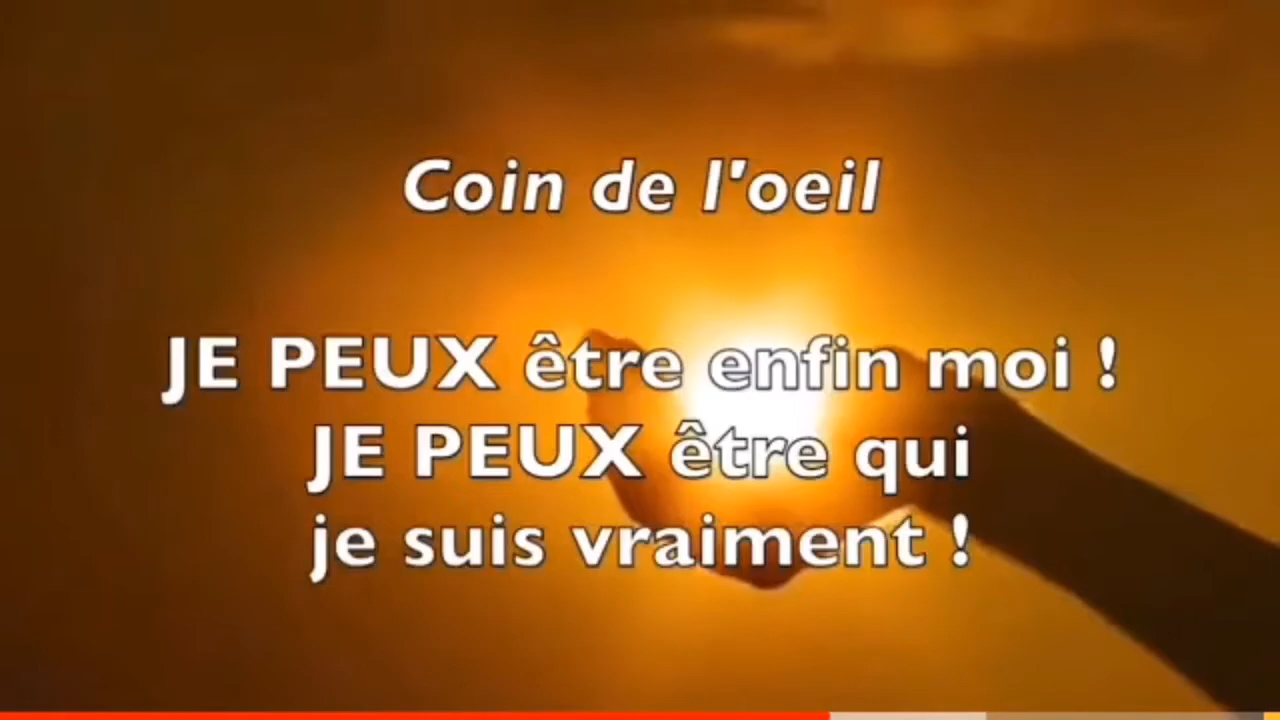 Coin de l'oeil
JE PEUX être enfin moi !
JE PEUX être qui
je suis vraiment !